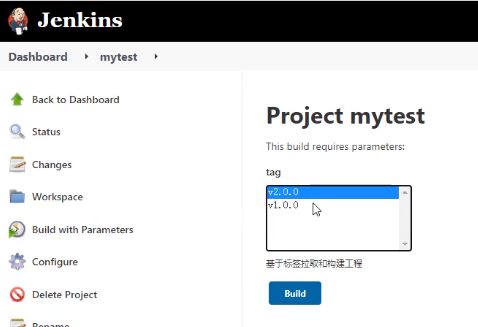 Jenkins
Dashboard
mytest
Back to Dashboard
Status
Changes
Workspace
Build with Parameters
Configure
Delete Project
Rename
Project mytest
This build requires parameters:
tag
v2.0.0
v1.0.0
基于标签拉取和构建工程
Build